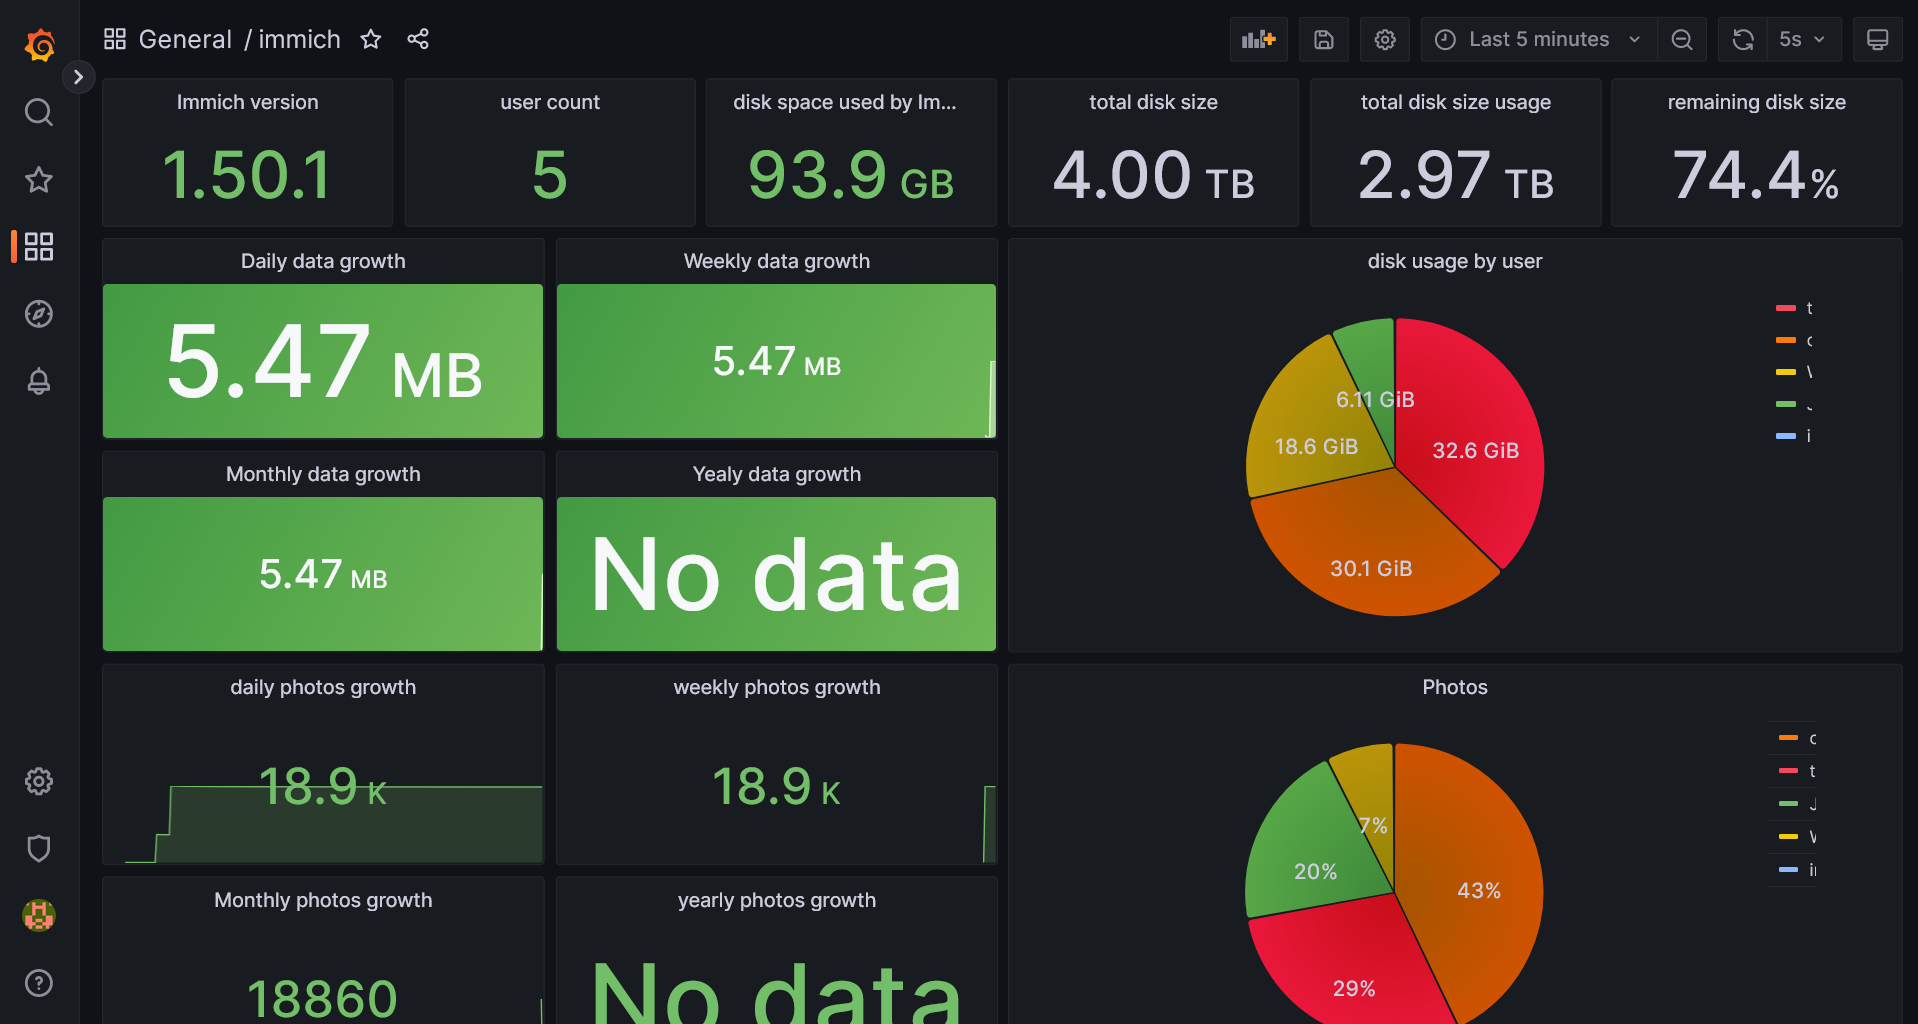 General / immich
Last 5 minutes
5s
Immich version
1.50.1
user count
5
disk space used by Im...
93.9 GB
total disk size
4.00 TB
total disk size usage
2.97 TB
remaining disk size
74.4%
Daily data growth
5.47 MB
Weekly data growth
5.47 MB
Monthly data growth
5.47 MB
Yealy data growth
No data
disk usage by user
6.11 GiB
18.6 GiB
32.6 GiB
30.1 GiB
t
i
daily photos growth
18.9 K
weekly photos growth
18.9 K
Monthly photos growth
18860
yearly photos growth
No data
Photos
7%
20%
43%
29%
t